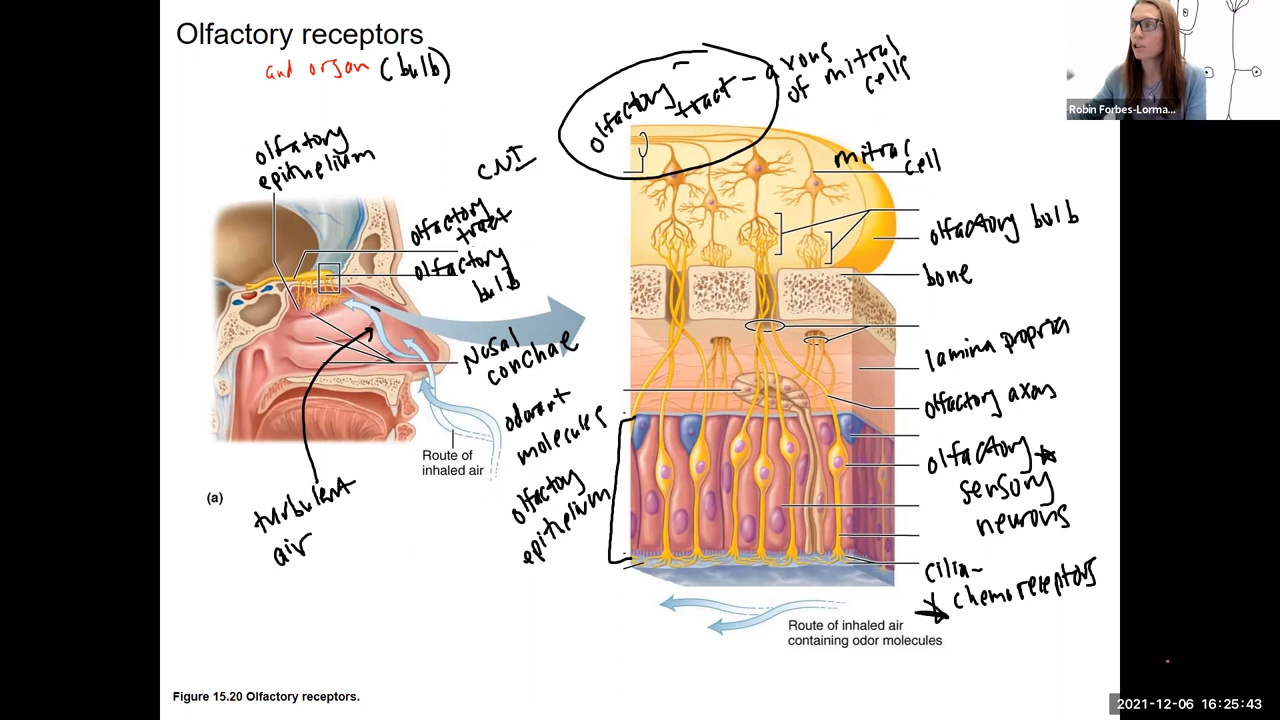 Olfactory receptors
and organ (bulb)
Robin Forbes-Lorma...
olfactory
tract - axons
of mitral
cells
olfactory
epithelium
CNI
mitral
cell
olfactory
tract
olfactory
bulb
olfactory bulb
bone
Nasal
conchae
lamina propria
odorant
molecules
olfactory axons
Route of
inhaled air
olfactory
sensory
neurons
olfactory
epithelium
(a)
turbulent
air
cilia-
chemoreceptors
Route of inhaled air
containing odor molecules
Figure 15.20 Olfactory receptors.
2021-12-06 16:25:43